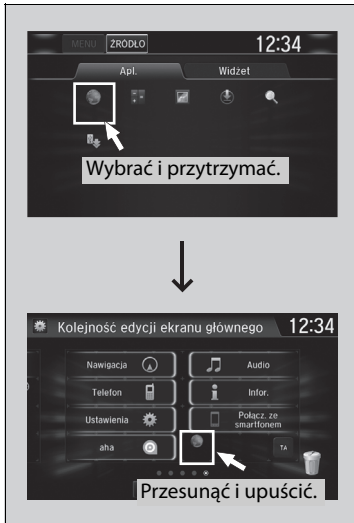 MENU ŹRÓDŁO 12:34
Apl. Widżet
Wybrać i przytrzymać.
Kolejność edycji ekranu głównego 12:34
Nawigacja Audio
Telefon Infor.
Ustawienia Połącz. ze smartfonem
aha TA
Przesunąć i upuścić.